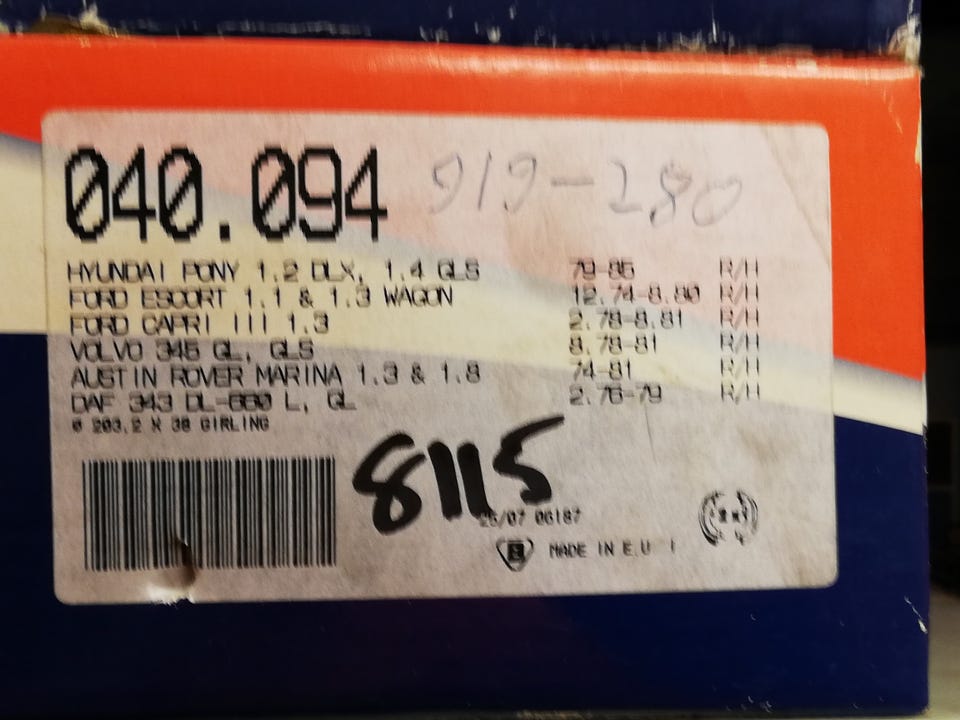 040.094 919-280
HYUNDAI PONY 1.2 DLX, 1.4 GLS 79-85 R/H
FORD ESCORT 1.1 & 1.3 WAGON 12.74-8.80 R/H
FORD CAPRI III 1.3 2.78-8.81 R/H
VOLVO 345 GL, GLS 8.78-81 R/H
AUSTIN ROVER MARINA 1.3 & 1.8 74-81 R/H
DAF 343 DL-660 L, GL 2.76-79 R/H
Ø 203,2 X 38 GIRLING
8115
25/07 06187
MADE IN E.U